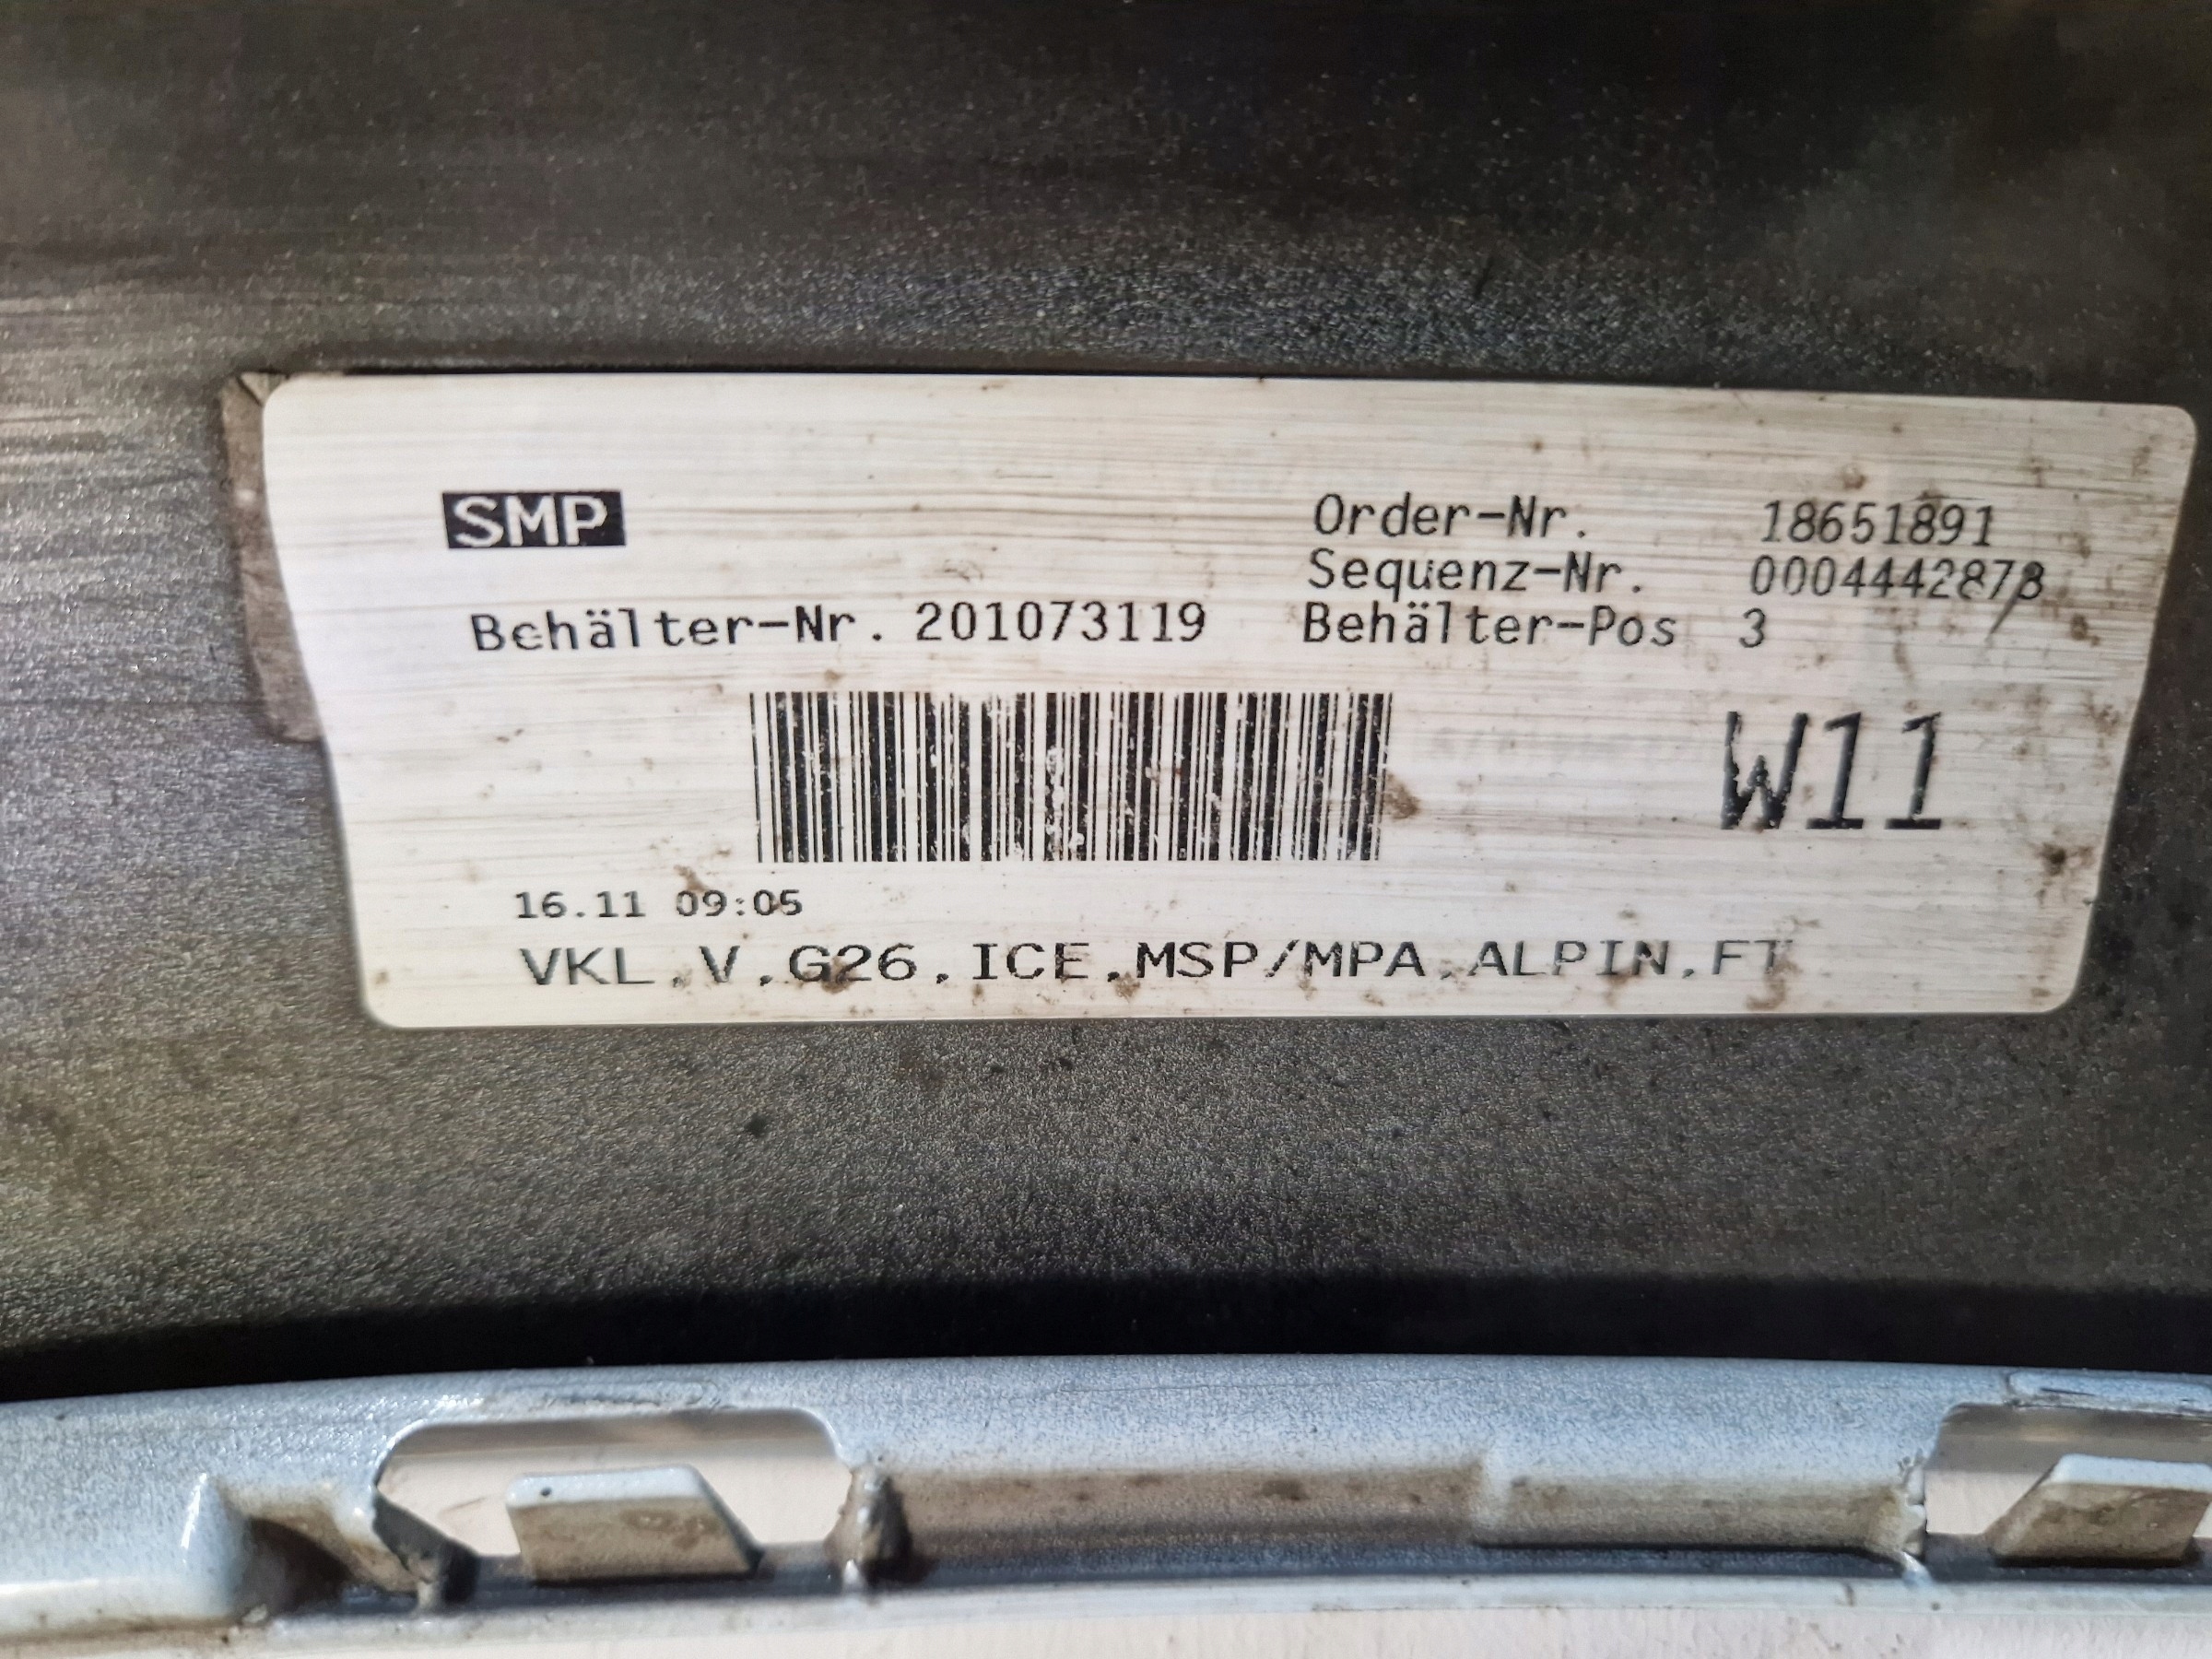 SMP
Order-Nr. 18651891
Sequenz-Nr. 0004442878
Behälter-Nr. 201073119 Behälter-Pos 3
W11
16.11 09:05
VKL,V,G26,ICE,MSP/MPA,ALPIN,FT